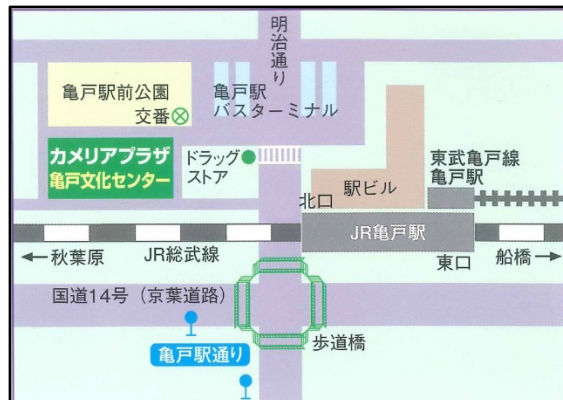 明治通り
亀戸駅前公園
交番
亀戸駅
バスターミナル
カメリアプラザ
亀戸文化センター
ドラッグ
ストア
東武亀戸線
亀戸駅
駅ビル
北口
JR亀戸駅
←秋葉原
JR総武線
東口
船橋→
国道14号（京葉道路）
歩道橋
亀戸駅通り